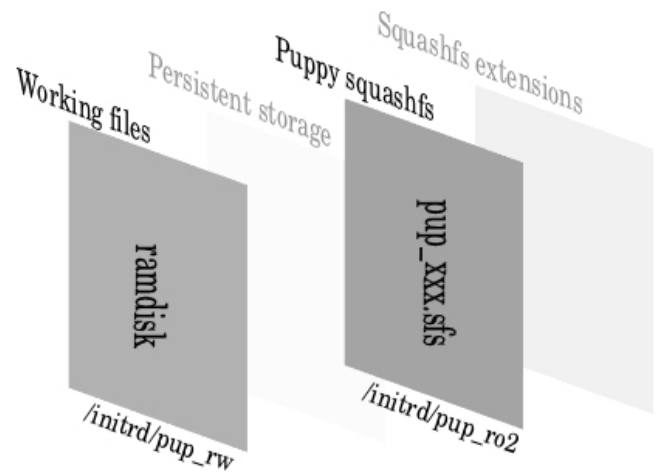 Squashfs extensions
Puppy squashfs
Persistent storage
Working files
ramdisk
pup_xxx.sfs
/initrd/pup_rw
/initrd/pup_ro2